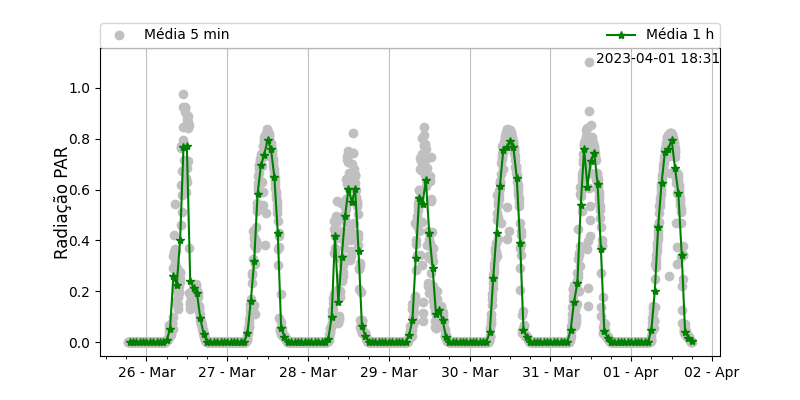 Média 5 min
Média 1 h
2023-04-01 18:31
Radiação PAR
1.0
0.8
0.6
0.4
0.2
0.0
26 - Mar
27 - Mar
28 - Mar
29 - Mar
30 - Mar
31 - Mar
01 - Apr
02 - Apr